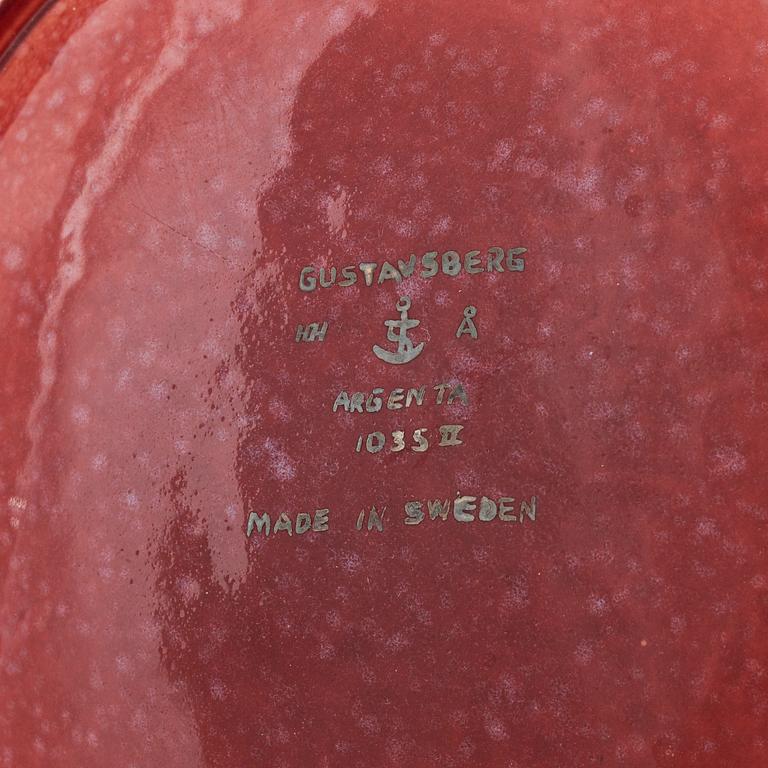 GUSTAVSBERG
HH Å
ARGENTA
1035 II
MADE IN SWEDEN